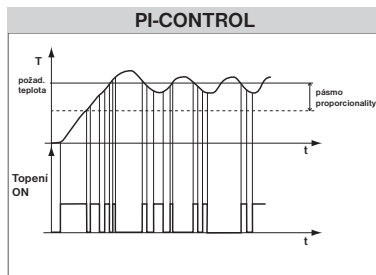 PI-CONTROL
T
požad.
teplota
pásmo
proporcionality
t
Topení
ON
t